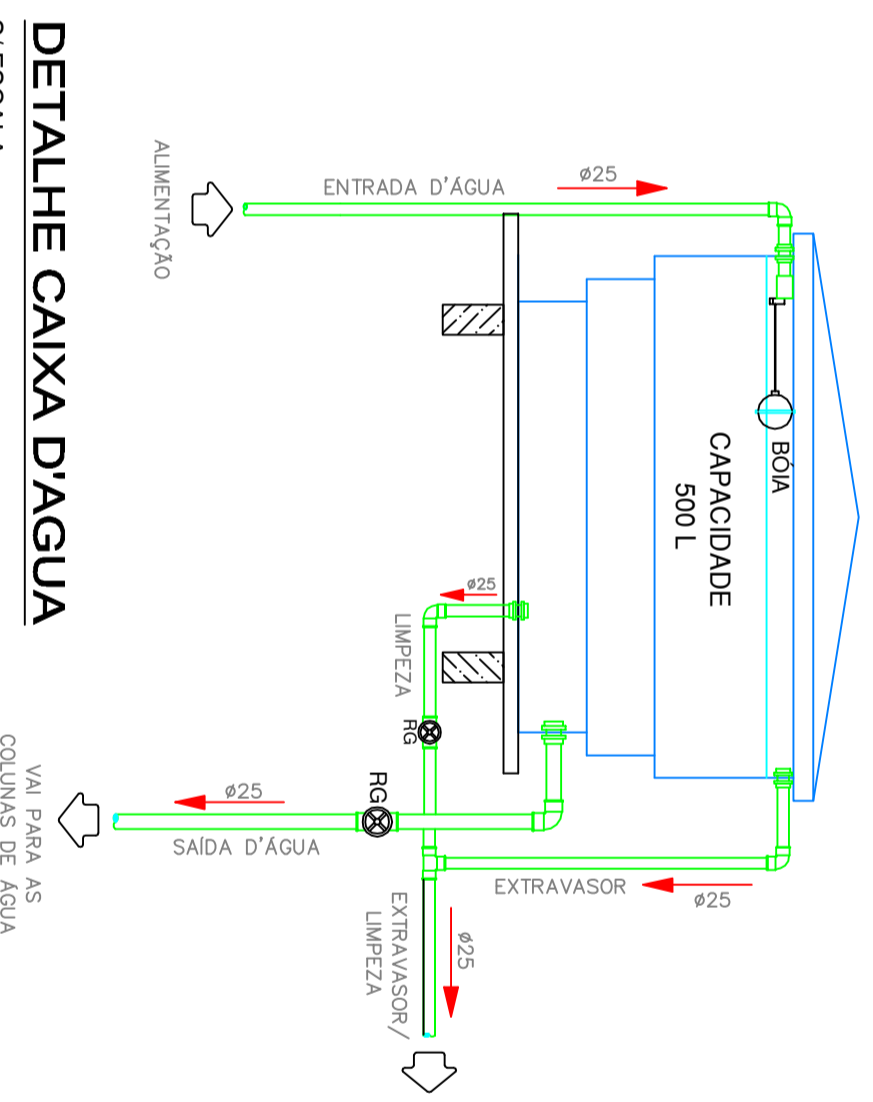 BÓIA
CAPACIDADE
500 L
ENTRADA D'ÁGUA
ø25
ALIMENTAÇÃO
ø25
LIMPEZA
RG
RG
ø25
SAÍDA D'ÁGUA
EXTRAVASOR
ø25
ø25
EXTRAVASOR/
LIMPEZA
VAI PARA AS
COLUNAS DE ÁGUA
DETALHE CAIXA D'AGUA